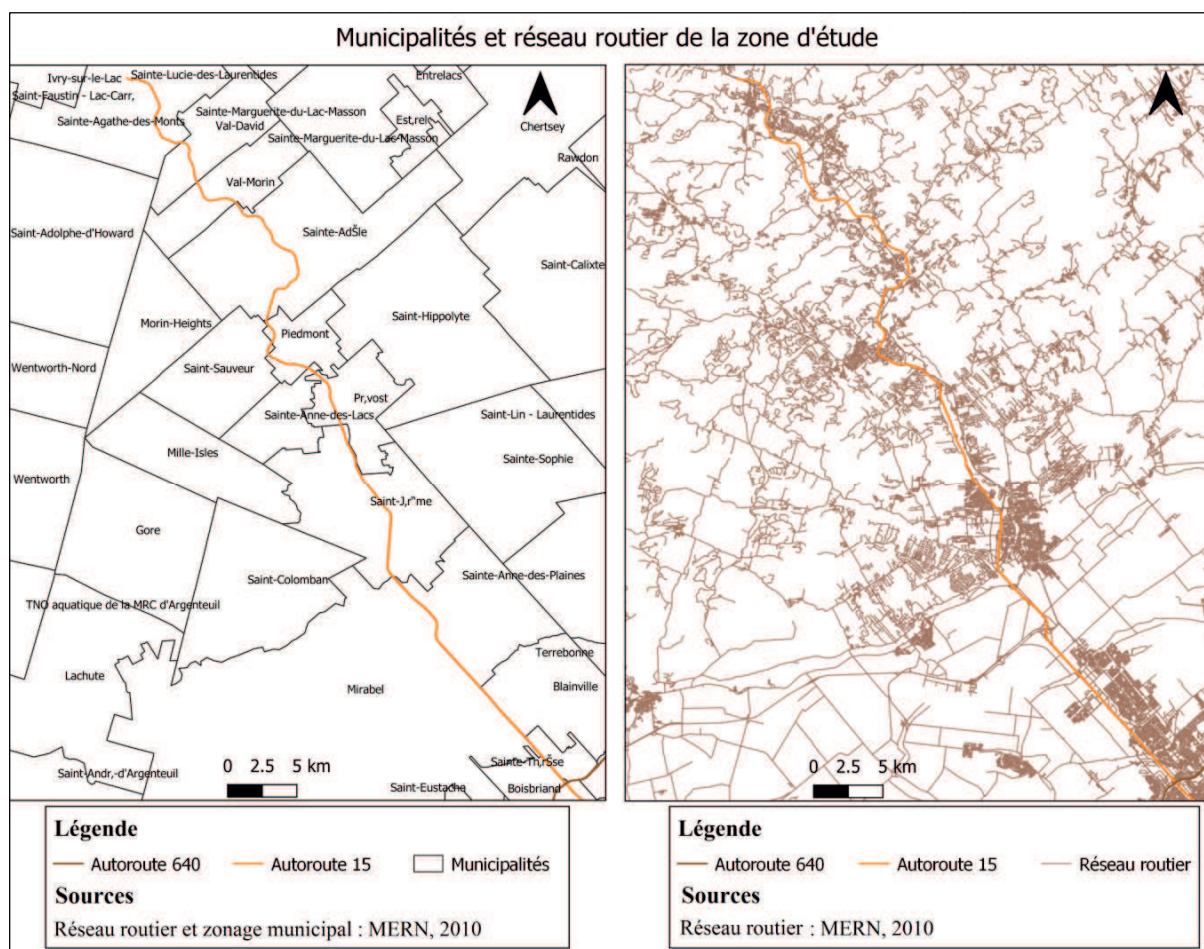 Municipalités et réseau routier de la zone d'étude
Ivry-sur-le-Lac
Sainte-Lucie-des-Laurentides
Entrelacs
Saint-Faustin - Lac-Carr,
Sainte-Marguerite-du-Lac-Masson
Sainte-Agathe-des-Monts
Val-David
Est,rel
Chertsey
Sainte-Marguerite-du-Lac-Masson
Rawdon
Val-Morin
Saint-Adolphe-d'Howard
Sainte-AdŠle
Saint-Calixte
Morin-Heights
Saint-Hippolyte
Piedmont
Wentworth-Nord
Saint-Sauveur
Pr,vost
Sainte-Anne-des-Lacs
Saint-Lin - Laurentides
Mille-Isles
Sainte-Sophie
Wentworth
Saint-J,r"me
Gore
Saint-Colomban
Sainte-Anne-des-Plaines
TNO aquatique de la MRC d'Argenteuil
Terrebonne
Lachute
Mirabel
Blainville
Sainte-Th,rŠse
Saint-Andr,-d'Argenteuil
Saint-Eustache
Boisbriand
0 2.5 5 km
Légende
Autoroute 640
Autoroute 15
Municipalités
Sources
Réseau routier et zonage municipal : MERN, 2010
0 2.5 5 km
Légende
Autoroute 640
Autoroute 15
Réseau routier
Sources
Réseau routier : MERN, 2010